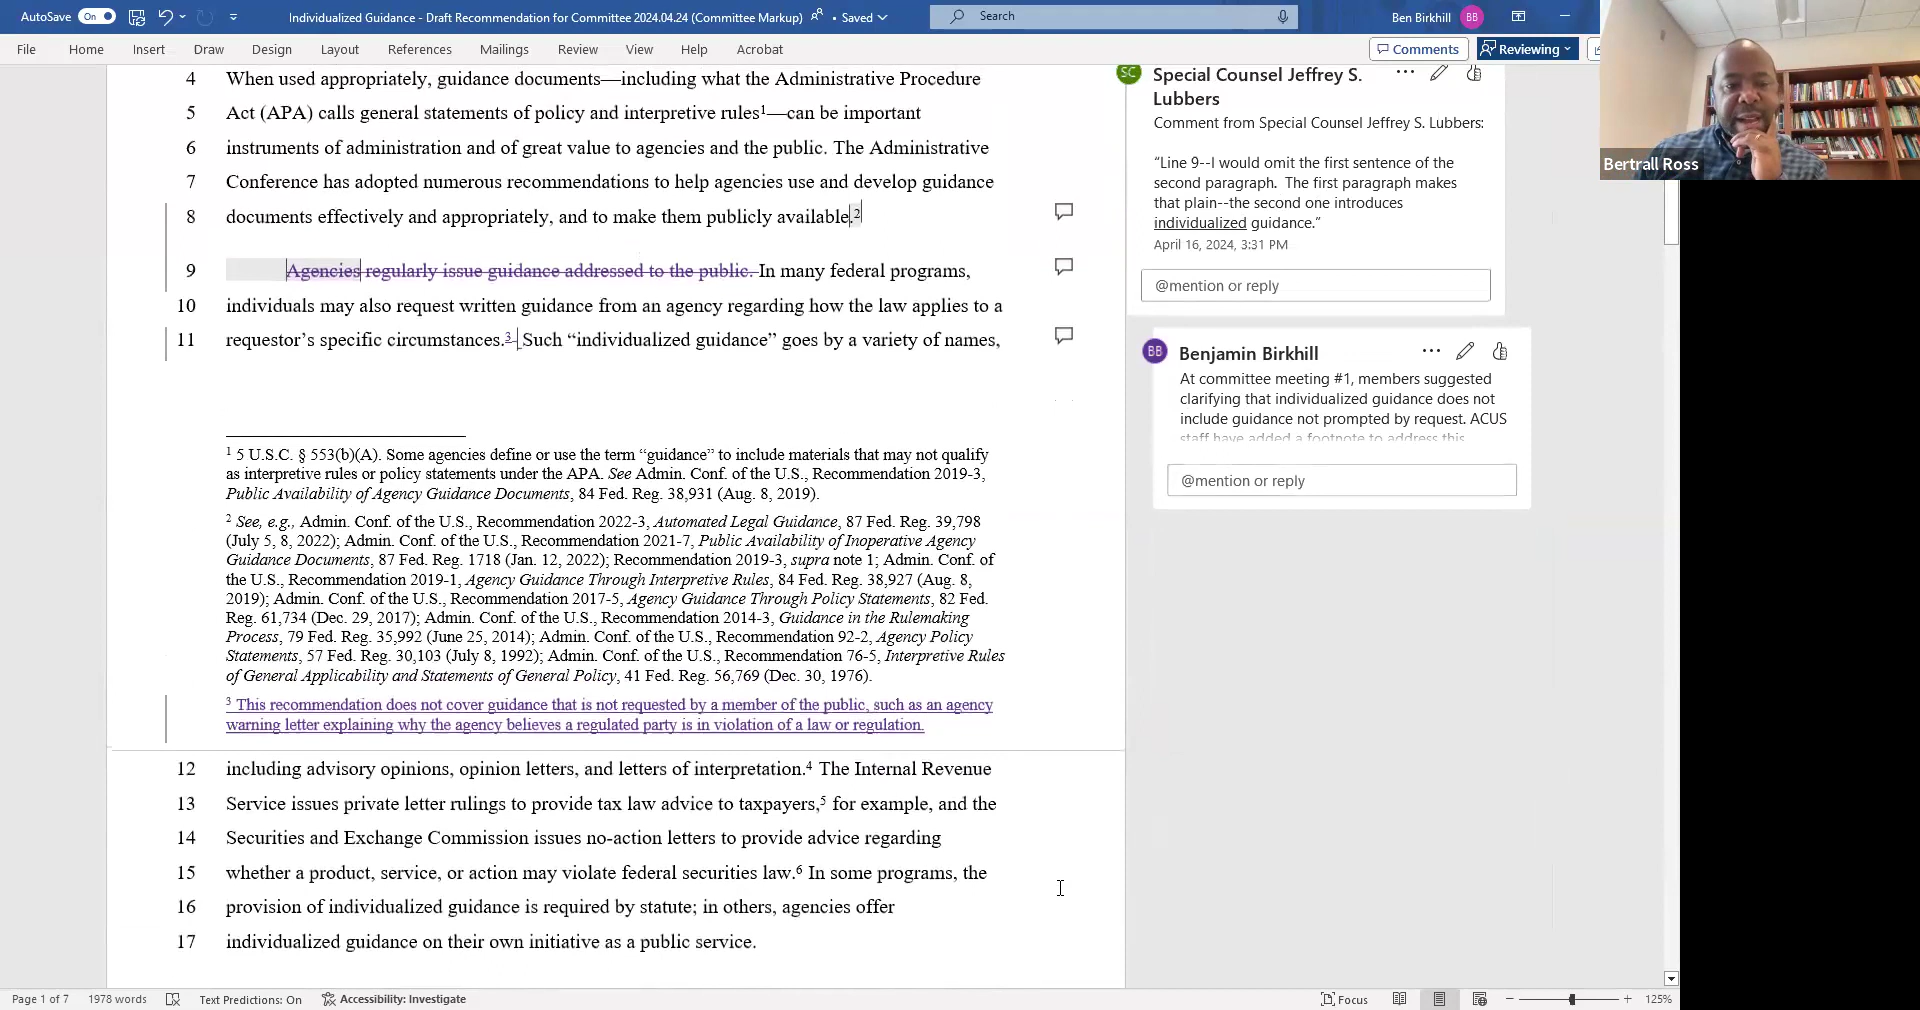 AutoSave On Individualized Guidance - Draft Recommendation for Committee 2024.04.24 (Committee Markup) • Saved Search Ben Birkhill BB
File Home Insert Draw Design Layout References Mailings Review View Help Acrobat Comments Reviewing
4 When used appropriately, guidance documents—including what the Administrative Procedure
5 Act (APA) calls general statements of policy and interpretive rules1—can be important
6 instruments of administration and of great value to agencies and the public. The Administrative
7 Conference has adopted numerous recommendations to help agencies use and develop guidance
8 documents effectively and appropriately, and to make them publicly available.2
9 Agencies regularly issue guidance addressed to the public. In many federal programs,
10 individuals may also request written guidance from an agency regarding how the law applies to a
11 requestor’s specific circumstances.3 Such “individualized guidance” goes by a variety of names,
1 5 U.S.C. § 553(b)(A). Some agencies define or use the term “guidance” to include materials that may not qualify
as interpretive rules or policy statements under the APA. See Admin. Conf. of the U.S., Recommendation 2019-3,
Public Availability of Agency Guidance Documents, 84 Fed. Reg. 38,931 (Aug. 8, 2019).
2 See, e.g., Admin. Conf. of the U.S., Recommendation 2022-3, Automated Legal Guidance, 87 Fed. Reg. 39,798
(July 5, 8, 2022); Admin. Conf. of the U.S., Recommendation 2021-7, Public Availability of Inoperative Agency
Guidance Documents, 87 Fed. Reg. 1718 (Jan. 12, 2022); Recommendation 2019-3, supra note 1; Admin. Conf. of
the U.S., Recommendation 2019-1, Agency Guidance Through Interpretive Rules, 84 Fed. Reg. 38,927 (Aug. 8,
2019); Admin. Conf. of the U.S., Recommendation 2017-5, Agency Guidance Through Policy Statements, 82 Fed.
Reg. 61,734 (Dec. 29, 2017); Admin. Conf. of the U.S., Recommendation 2014-3, Guidance in the Rulemaking
Process, 79 Fed. Reg. 35,992 (June 25, 2014); Admin. Conf. of the U.S., Recommendation 92-2, Agency Policy
Statements, 57 Fed. Reg. 30,103 (July 8, 1992); Admin. Conf. of the U.S., Recommendation 76-5, Interpretive Rules
of General Applicability and Statements of General Policy, 41 Fed. Reg. 56,769 (Dec. 30, 1976).
3 This recommendation does not cover guidance that is not requested by a member of the public, such as an agency
warning letter explaining why the agency believes a regulated party is in violation of a law or regulation.
12 including advisory opinions, opinion letters, and letters of interpretation.4 The Internal Revenue
13 Service issues private letter rulings to provide tax law advice to taxpayers,5 for example, and the
14 Securities and Exchange Commission issues no-action letters to provide advice regarding
15 whether a product, service, or action may violate federal securities law.6 In some programs, the
16 provision of individualized guidance is required by statute; in others, agencies offer
17 individualized guidance on their own initiative as a public service.
SC Special Counsel Jeffrey S.
Lubbers
Comment from Special Counsel Jeffrey S. Lubbers:
“Line 9--I would omit the first sentence of the
second paragraph. The first paragraph makes
that plain--the second one introduces
individualized guidance.”
April 16, 2024, 3:31 PM
@mention or reply
BB Benjamin Birkhill
At committee meeting #1, members suggested
clarifying that individualized guidance does not
include guidance not prompted by request. ACUS
staff have added a footnote to address this
@mention or reply
Bertrall Ross
Page 1 of 7 1978 words Text Predictions: On Accessibility: Investigate Focus 125%